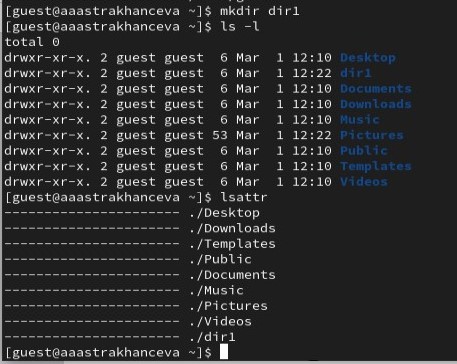 [guest@aaastrakhanceva ~]$ mkdir dir1
[guest@aaastrakhanceva ~]$ ls -l
total 0
drwxr-xr-x. 2 guest guest  6 Mar  1 12:10 Desktop
drwxr-xr-x. 2 guest guest  6 Mar  1 12:22 dir1
drwxr-xr-x. 2 guest guest  6 Mar  1 12:10 Documents
drwxr-xr-x. 2 guest guest  6 Mar  1 12:10 Downloads
drwxr-xr-x. 2 guest guest  6 Mar  1 12:10 Music
drwxr-xr-x. 2 guest guest 53 Mar  1 12:22 Pictures
drwxr-xr-x. 2 guest guest  6 Mar  1 12:10 Public
drwxr-xr-x. 2 guest guest  6 Mar  1 12:10 Templates
drwxr-xr-x. 2 guest guest  6 Mar  1 12:10 Videos
[guest@aaastrakhanceva ~]$ lsattr
---------------------- ./Desktop
---------------------- ./Downloads
---------------------- ./Templates
---------------------- ./Public
---------------------- ./Documents
---------------------- ./Music
---------------------- ./Pictures
---------------------- ./Videos
---------------------- ./dir1
[guest@aaastrakhanceva ~]$